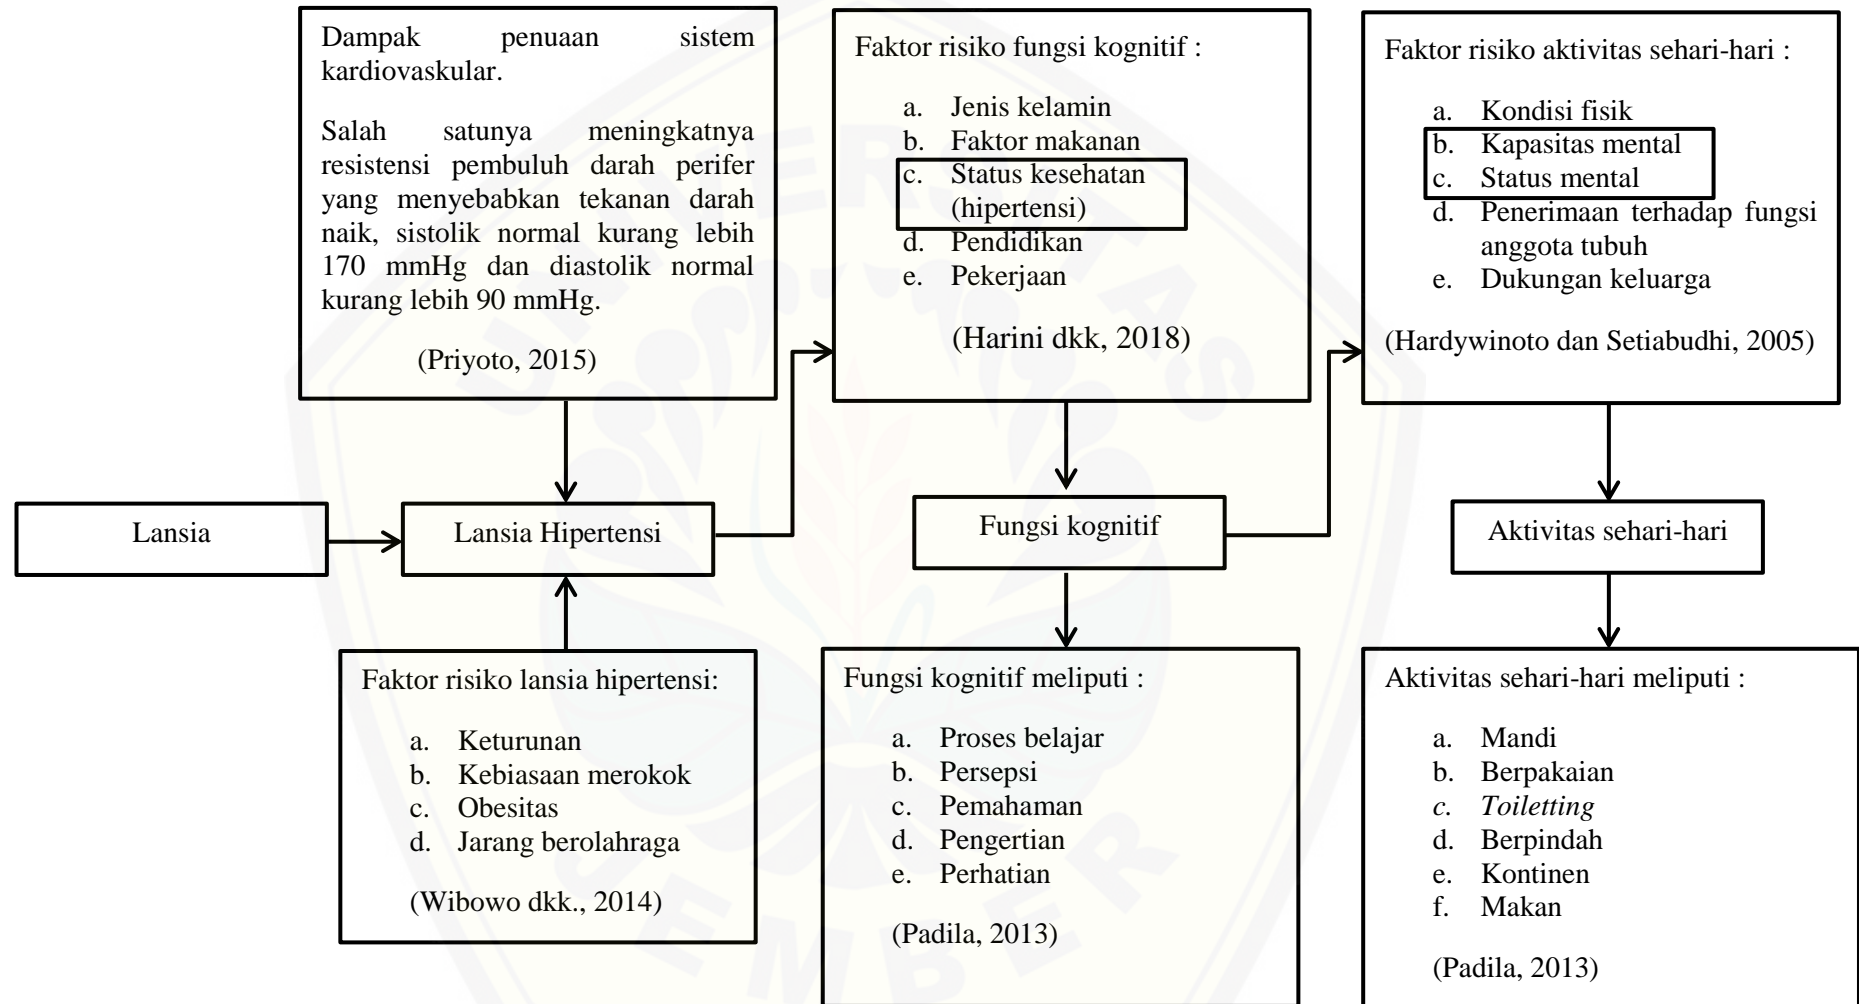 Dampak penuaan sistem
kardiovaskular.
Salah satunya meningkatnya
resistensi pembuluh darah perifer
yang menyebabkan tekanan darah
naik, sistolik normal kurang lebih
170 mmHg dan diastolik normal
kurang lebih 90 mmHg.
(Priyoto, 2015)
Faktor risiko fungsi kognitif :
a. Jenis kelamin
b. Faktor makanan
c. Status kesehatan
(hipertensi)
d. Pendidikan
e. Pekerjaan
(Harini dkk, 2018)
Faktor risiko aktivitas sehari-hari :
a. Kondisi fisik
b. Kapasitas mental
c. Status mental
d. Penerimaan terhadap fungsi
anggota tubuh
e. Dukungan keluarga
(Hardywinoto dan Setiabudhi, 2005)
Lansia
Lansia Hipertensi
Fungsi kognitif
Aktivitas sehari-hari
Faktor risiko lansia hipertensi:
a. Keturunan
b. Kebiasaan merokok
c. Obesitas
d. Jarang berolahraga
(Wibowo dkk., 2014)
Fungsi kognitif meliputi :
a. Proses belajar
b. Persepsi
c. Pemahaman
d. Pengertian
e. Perhatian
(Padila, 2013)
Aktivitas sehari-hari meliputi :
a. Mandi
b. Berpakaian
c. Toiletting
d. Berpindah
e. Kontinen
f. Makan
(Padila, 2013)
UNIVERSITAS
JEMBER